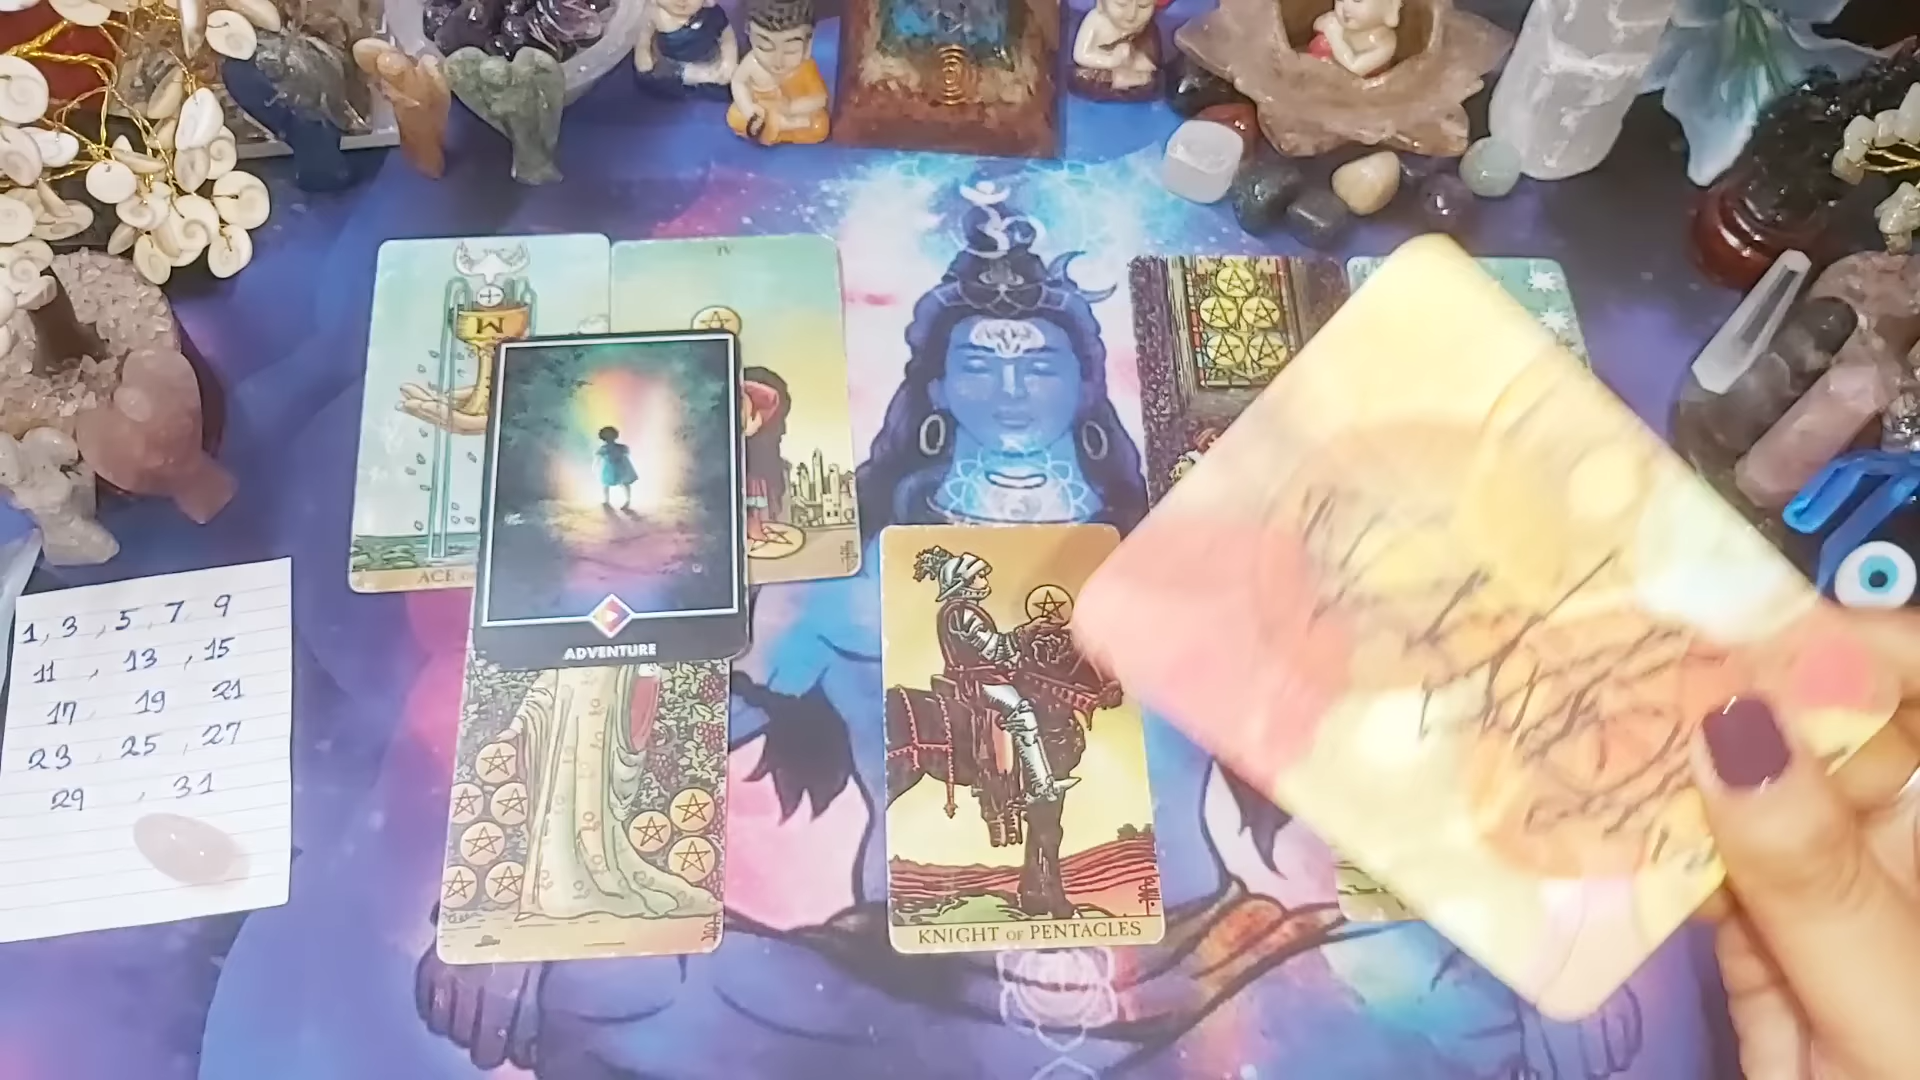 IV
ACE
ADVENTURE
KNIGHT OF PENTACLES
1, 3, 5, 7, 9
11, 13, 15
17, 19 21
23, 25, 27
29, 31